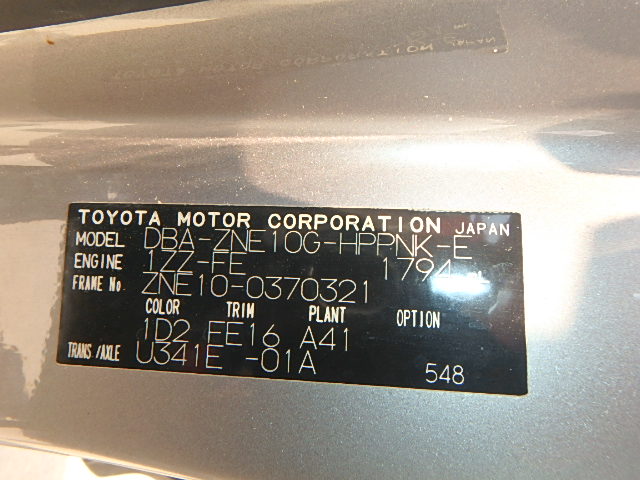 TOYOTA MOTOR CORPORATION JAPAN
MODEL DBA-ZNE10G-HPPNK-E
ENGINE 1ZZ-FE 1794
FRAME No. ZNE10-0370321
COLOR TRIM PLANT OPTION
1D2 FE16 A41
TRANS/AXLE U341E -01A
548